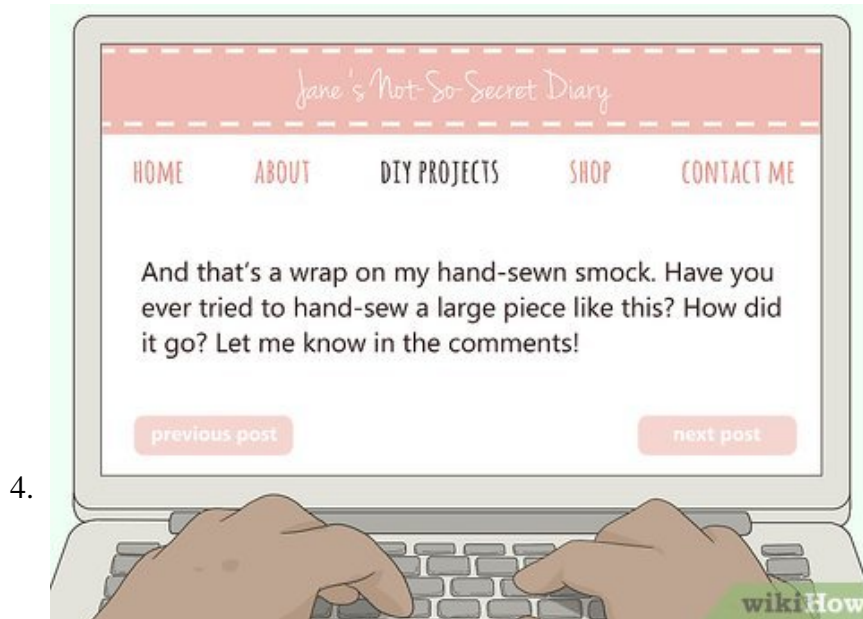 Jane's Not-So-Secret Diary
HOME ABOUT DIY PROJECTS SHOP CONTACT ME
And that's a wrap on my hand-sewn smock. Have you
ever tried to hand-sew a large piece like this? How did
it go? Let me know in the comments!
previous post next post
4.
wikiHow